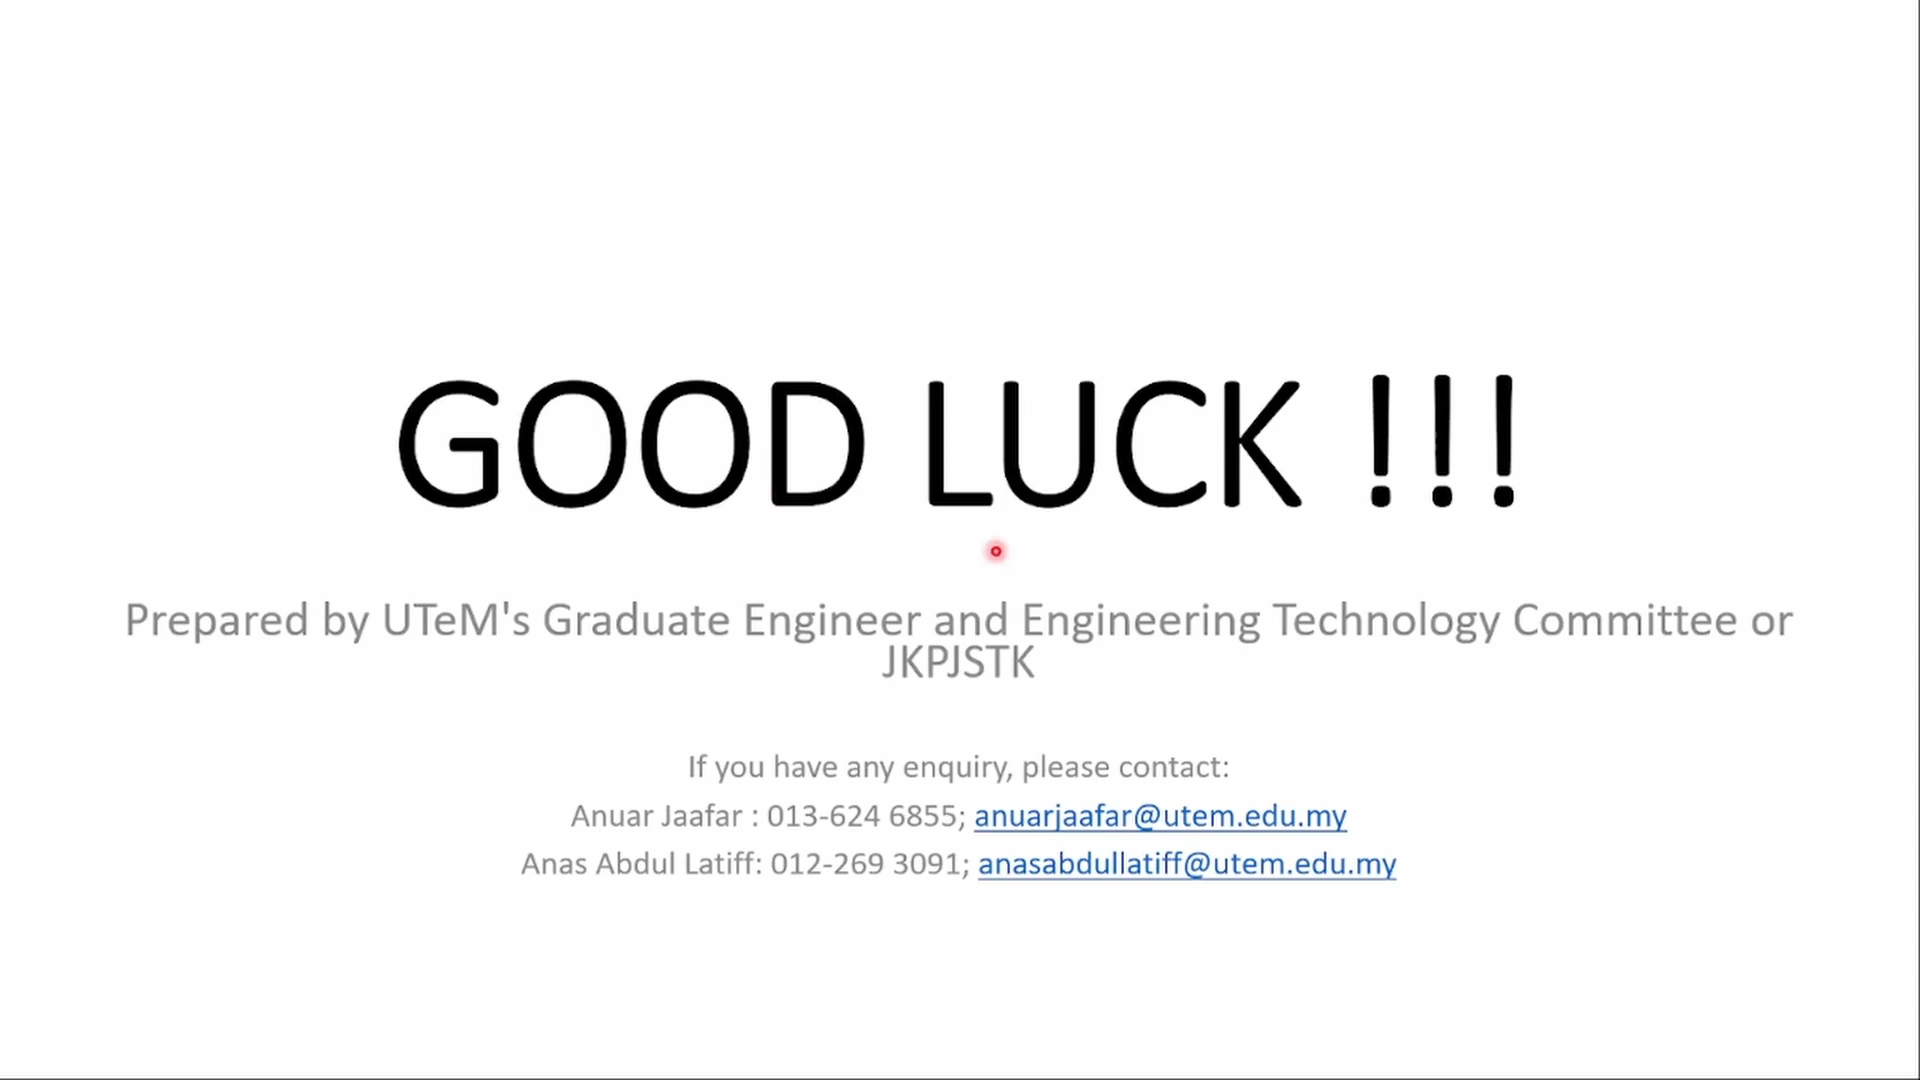 GOOD LUCK !!!
Prepared by UTeM's Graduate Engineer and Engineering Technology Committee or
JKPJSTK
If you have any enquiry, please contact:
Anuar Jaafar : 013-624 6855; anuarjaafar@utem.edu.my
Anas Abdul Latiff: 012-269 3091; anasabdullatiff@utem.edu.my